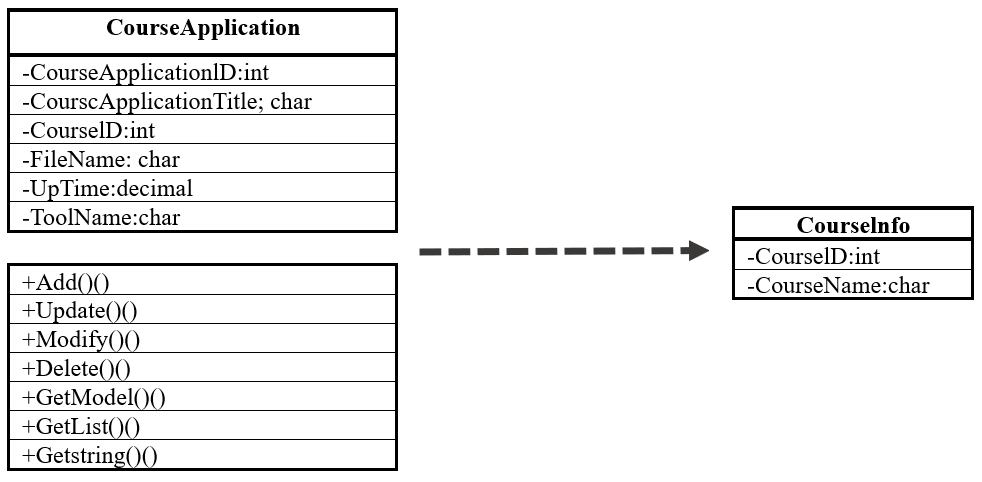 CourseApplication
-CourseApplicationlD:int
-CourscApplicationTitle; char
-CourselD:int
-FileName: char
-UpTime:decimal
-ToolName:char
+Add()()
+Update()()
+Modify()()
+Delete()()
+GetModel()()
+GetList()()
+Getstring()()
Courselnfo
-CourselD:int
-CourseName:char